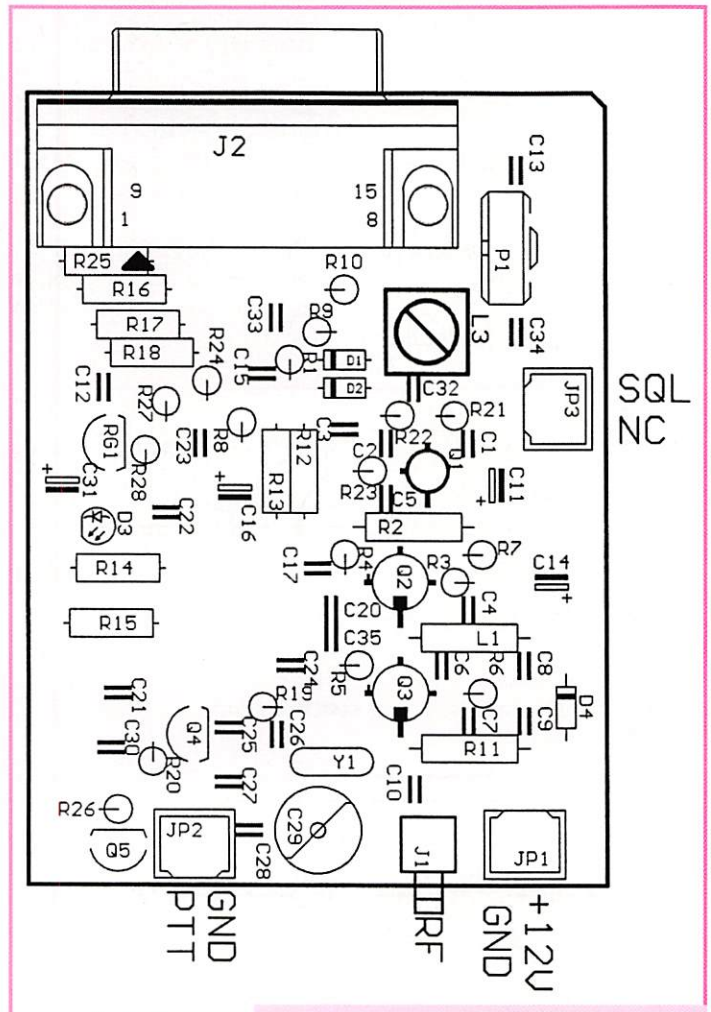 J2
9
15
1
8
C13
P1
R25
R16
R10
R17
C33
R9
L3
C34
R18
R24
C15
R1
D1
D2
C12
R27
C32
JP3
SQL
NC
R21
RG1
R28
C23
R8
R12
C3
C2
R22
Q1
C1
R13
R23
C5
C11
+
C31
+
C16
+
D3
C22
R2
R14
C17
R4
Q2
R3
R7
C14
+
R15
C20
C4
C35
L1
C24
R5
Q3
C6
R6
C8
C21
R19
C7
C9
D4
Q4
C25
C26
C30
R20
Y1
R11
C27
C10
R26
JP2
C29
Q5
C28
J1
JP1
GND
PTT
RF
+12V
GND